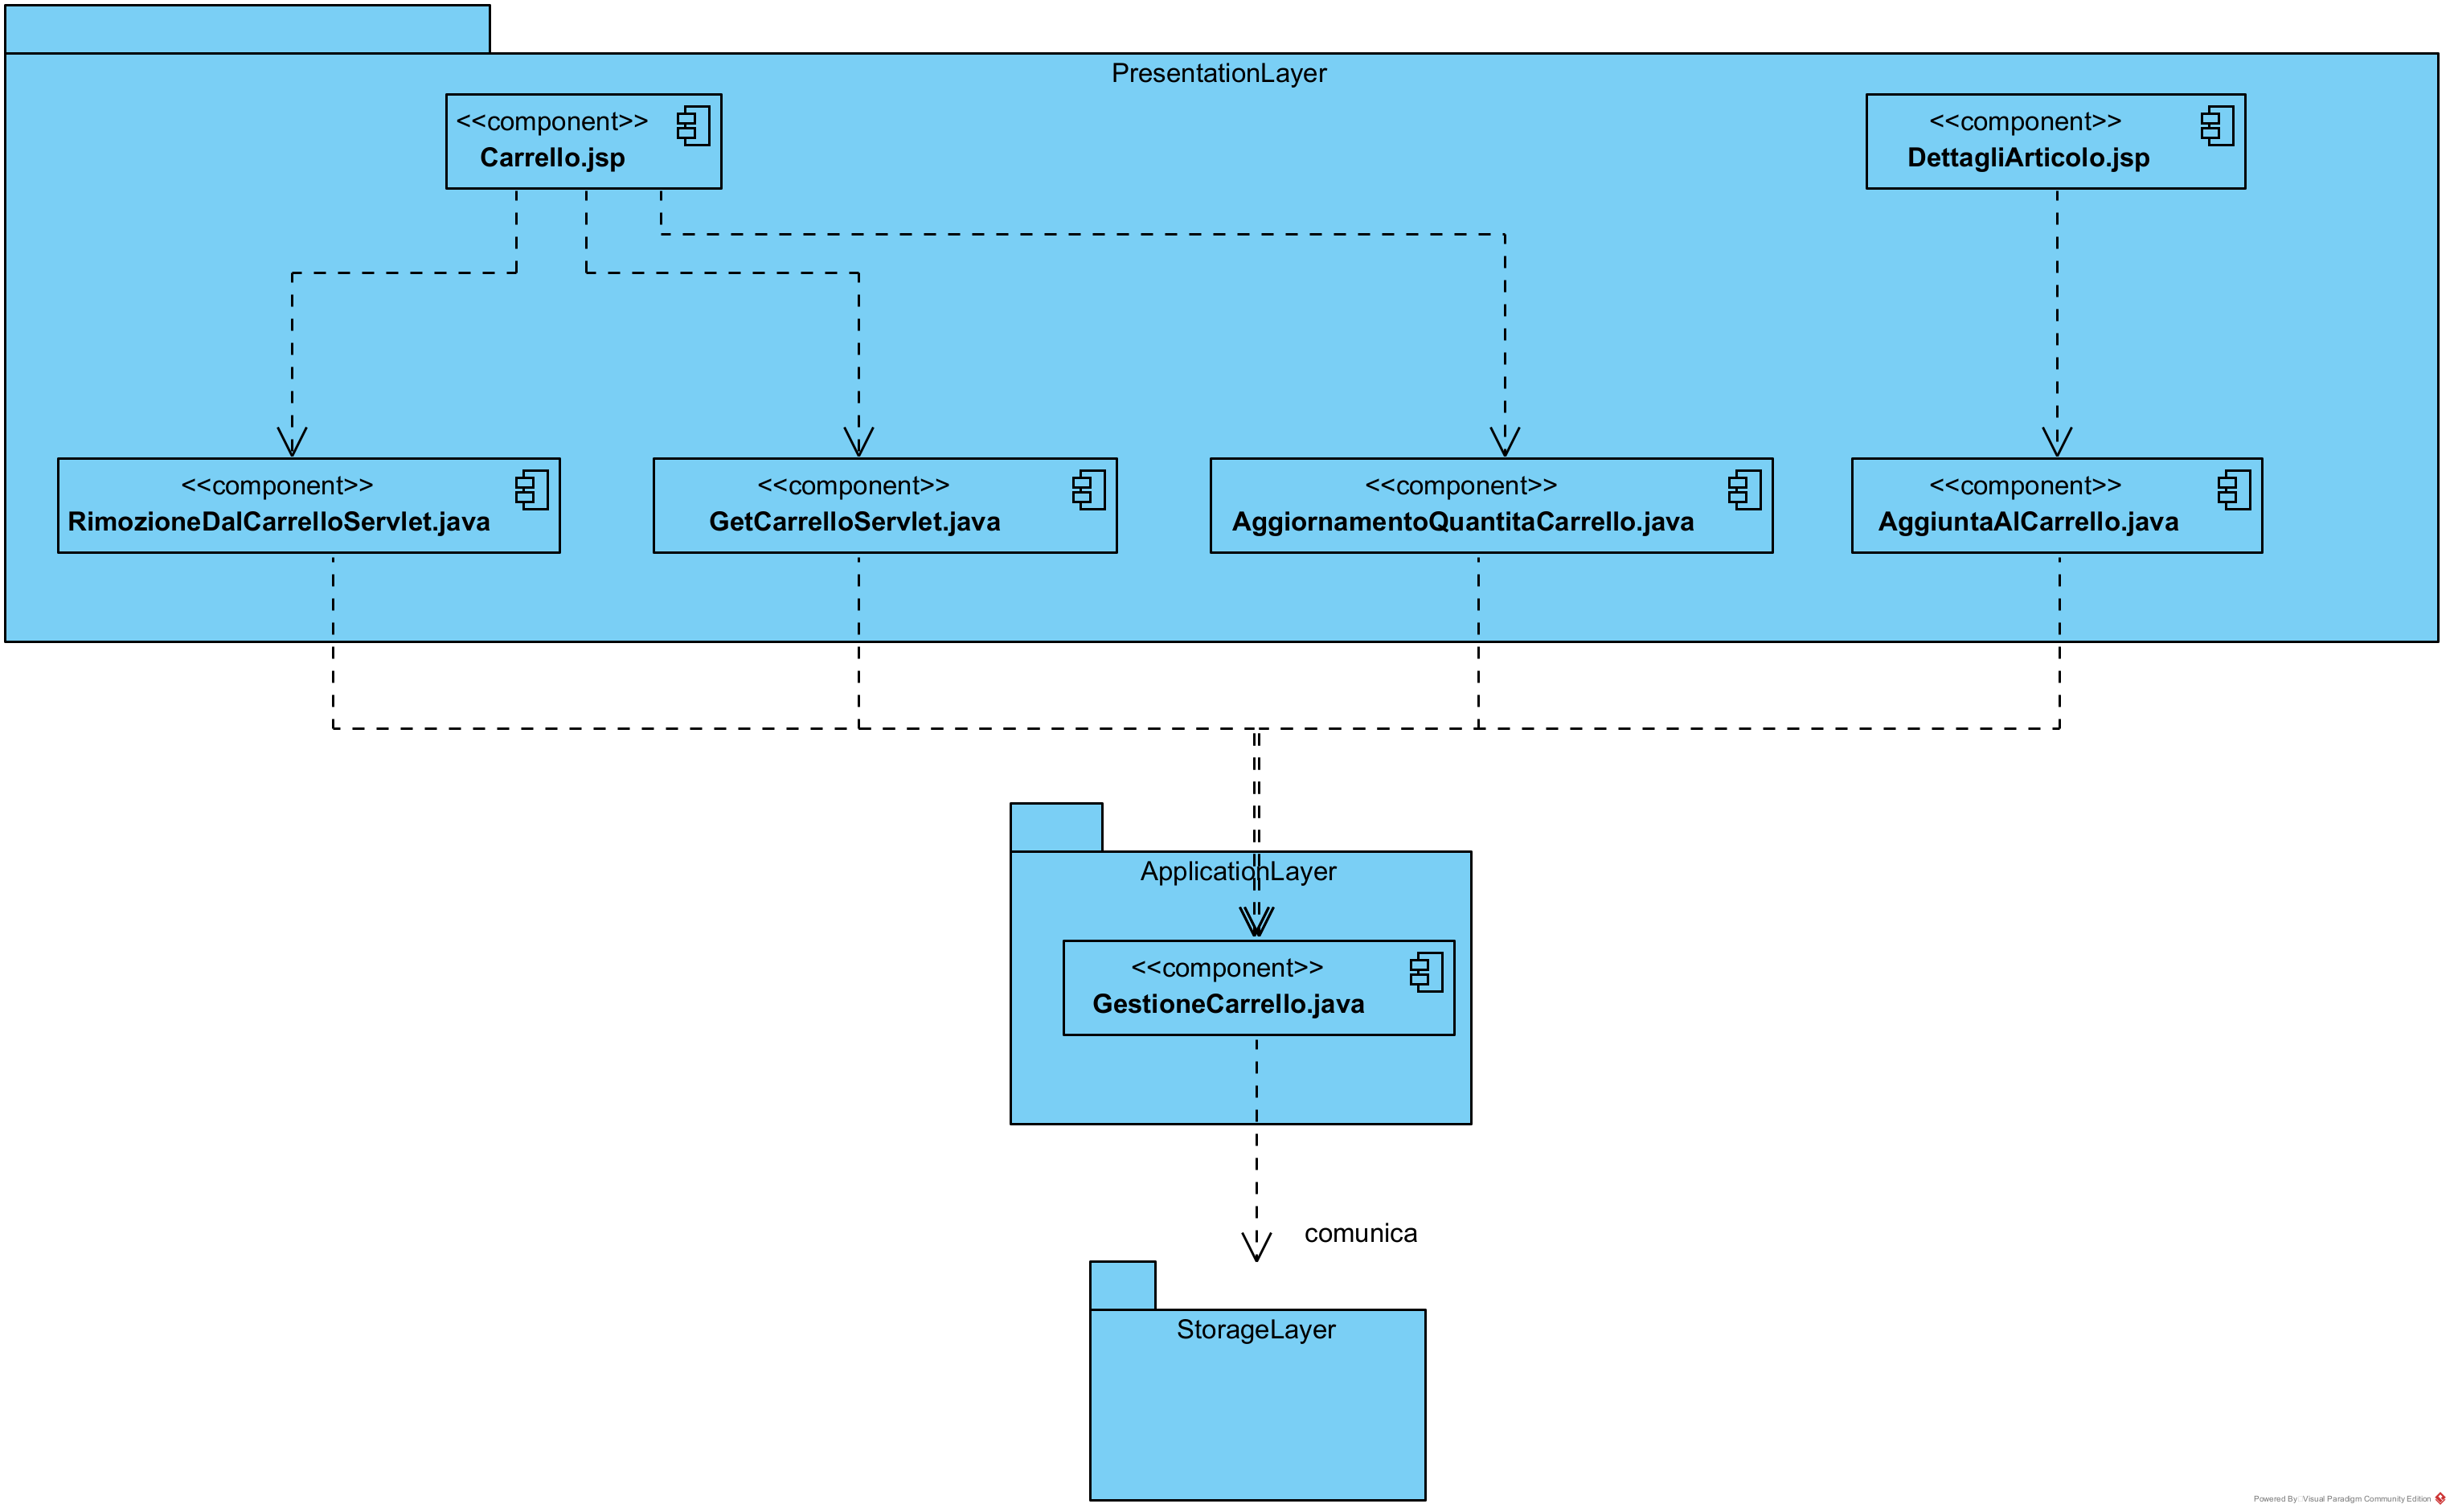 PresentationLayer
<<component>>
Carrello.jsp
<<component>>
DettagliArticolo.jsp
<<component>>
RimozioneDalCarrelloServlet.java
<<component>>
GetCarrelloServlet.java
<<component>>
AggiornamentoQuantitaCarrello.java
<<component>>
AggiuntaAlCarrello.java
ApplicationLayer
<<component>>
GestioneCarrello.java
comunica
StorageLayer
Powered By: Visual Paradigm Community Edition